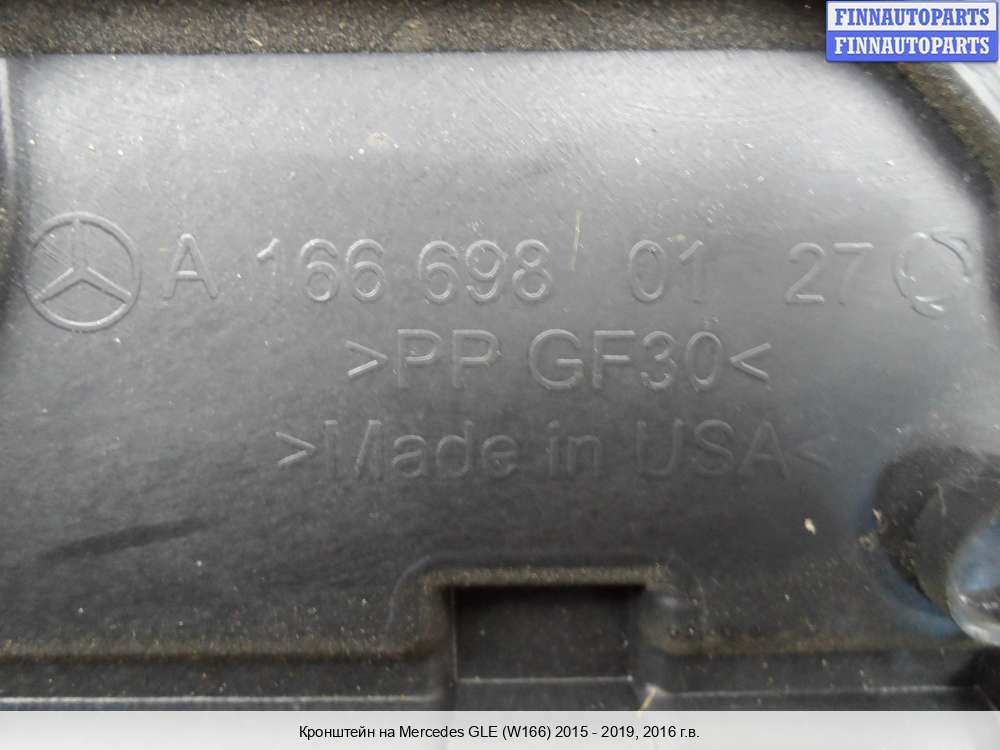 FINNAUTOPARTS
FINNAUTOPARTS
A 166 698 01 27
>PP GF30<
>Made in USA<
Кронштейн на Mercedes GLE (W166) 2015 - 2019, 2016 г.в.